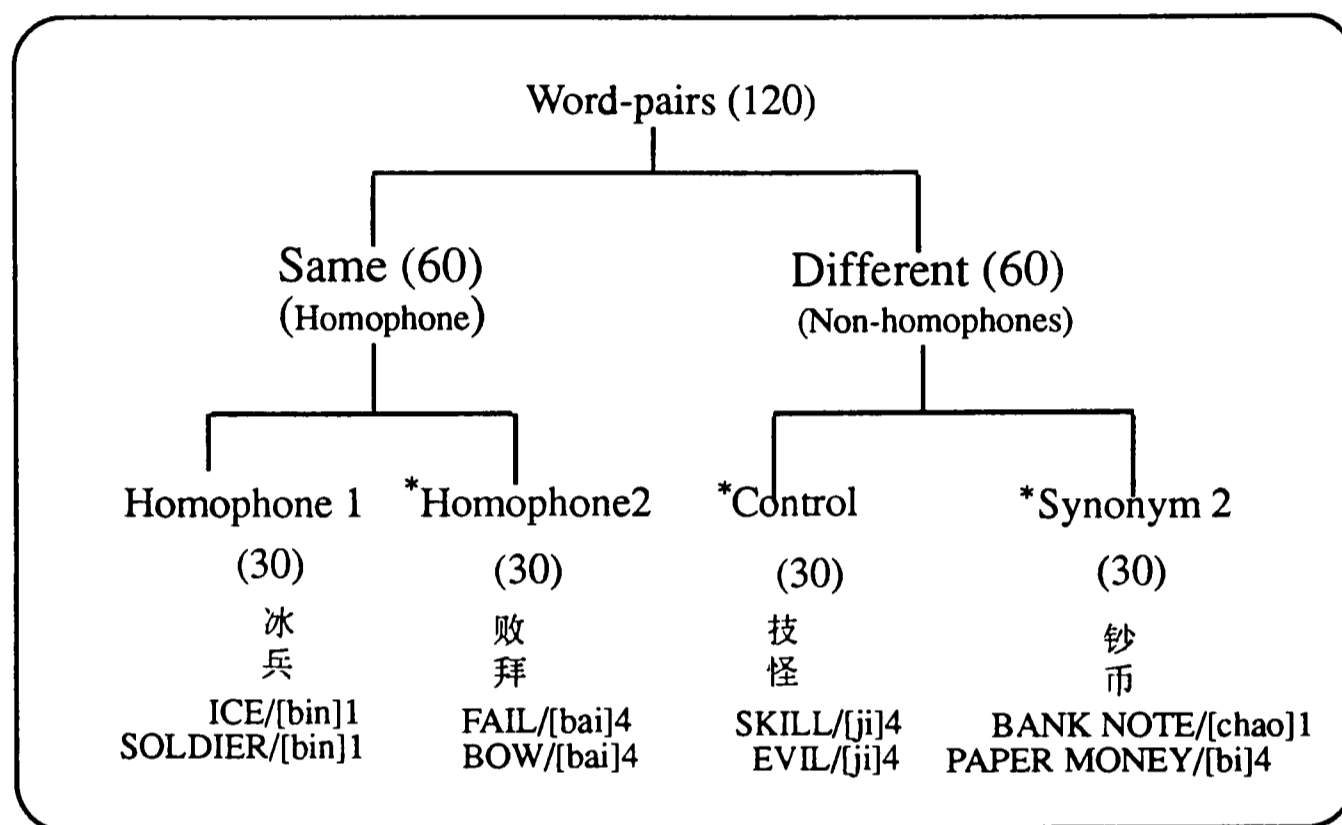 Word-pairs (120)
Same (60) Different (60)
(Homophone) (Non-homophones)
Homophone 1 *Homophone2 *Control *Synonym 2
(30) (30) (30) (30)
冰 败 技 钞
兵 拜 怪 币
ICE/[bin]1 FAIL/[bai]4 SKILL/[ji]4 BANK NOTE/[chao]1
SOLDIER/[bin]1 BOW/[bai]4 EVIL/[ji]4 PAPER MONEY/[bi]4